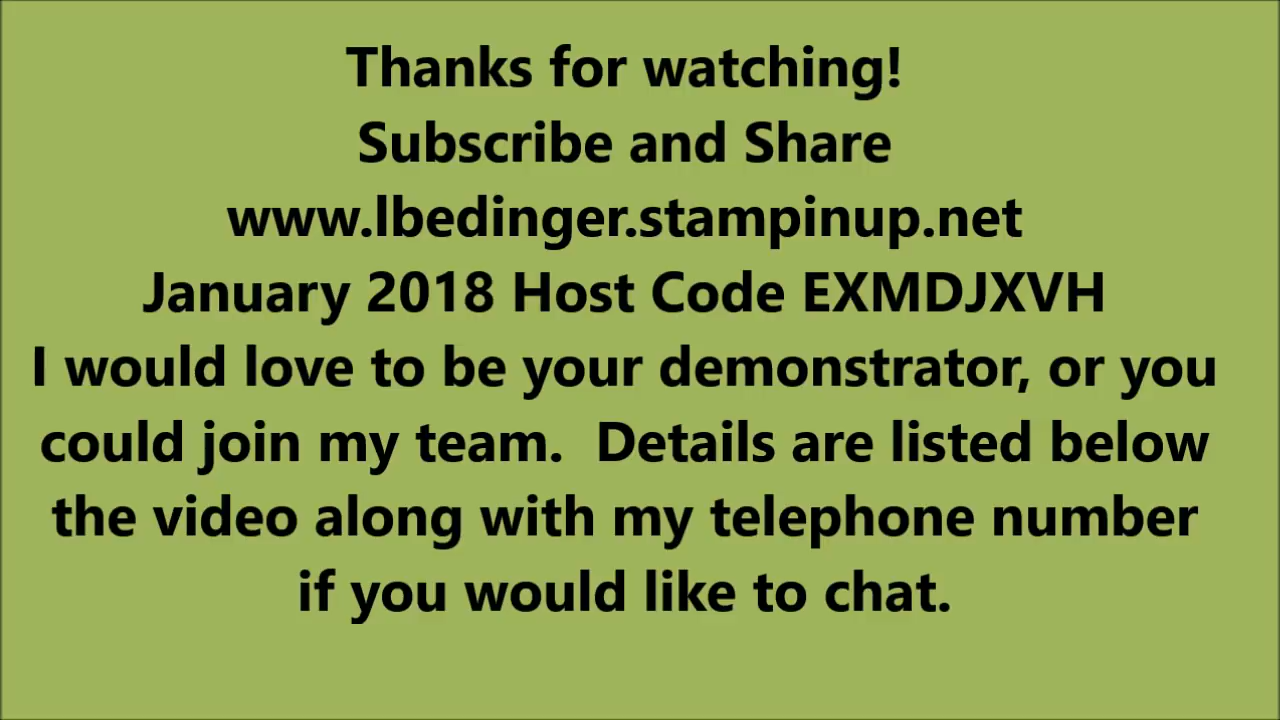 Thanks for watching!
Subscribe and Share
www.lbedinger.stampinup.net
January 2018 Host Code EXMDJXVH
I would love to be your demonstrator, or you
could join my team.  Details are listed below
the video along with my telephone number
if you would like to chat.